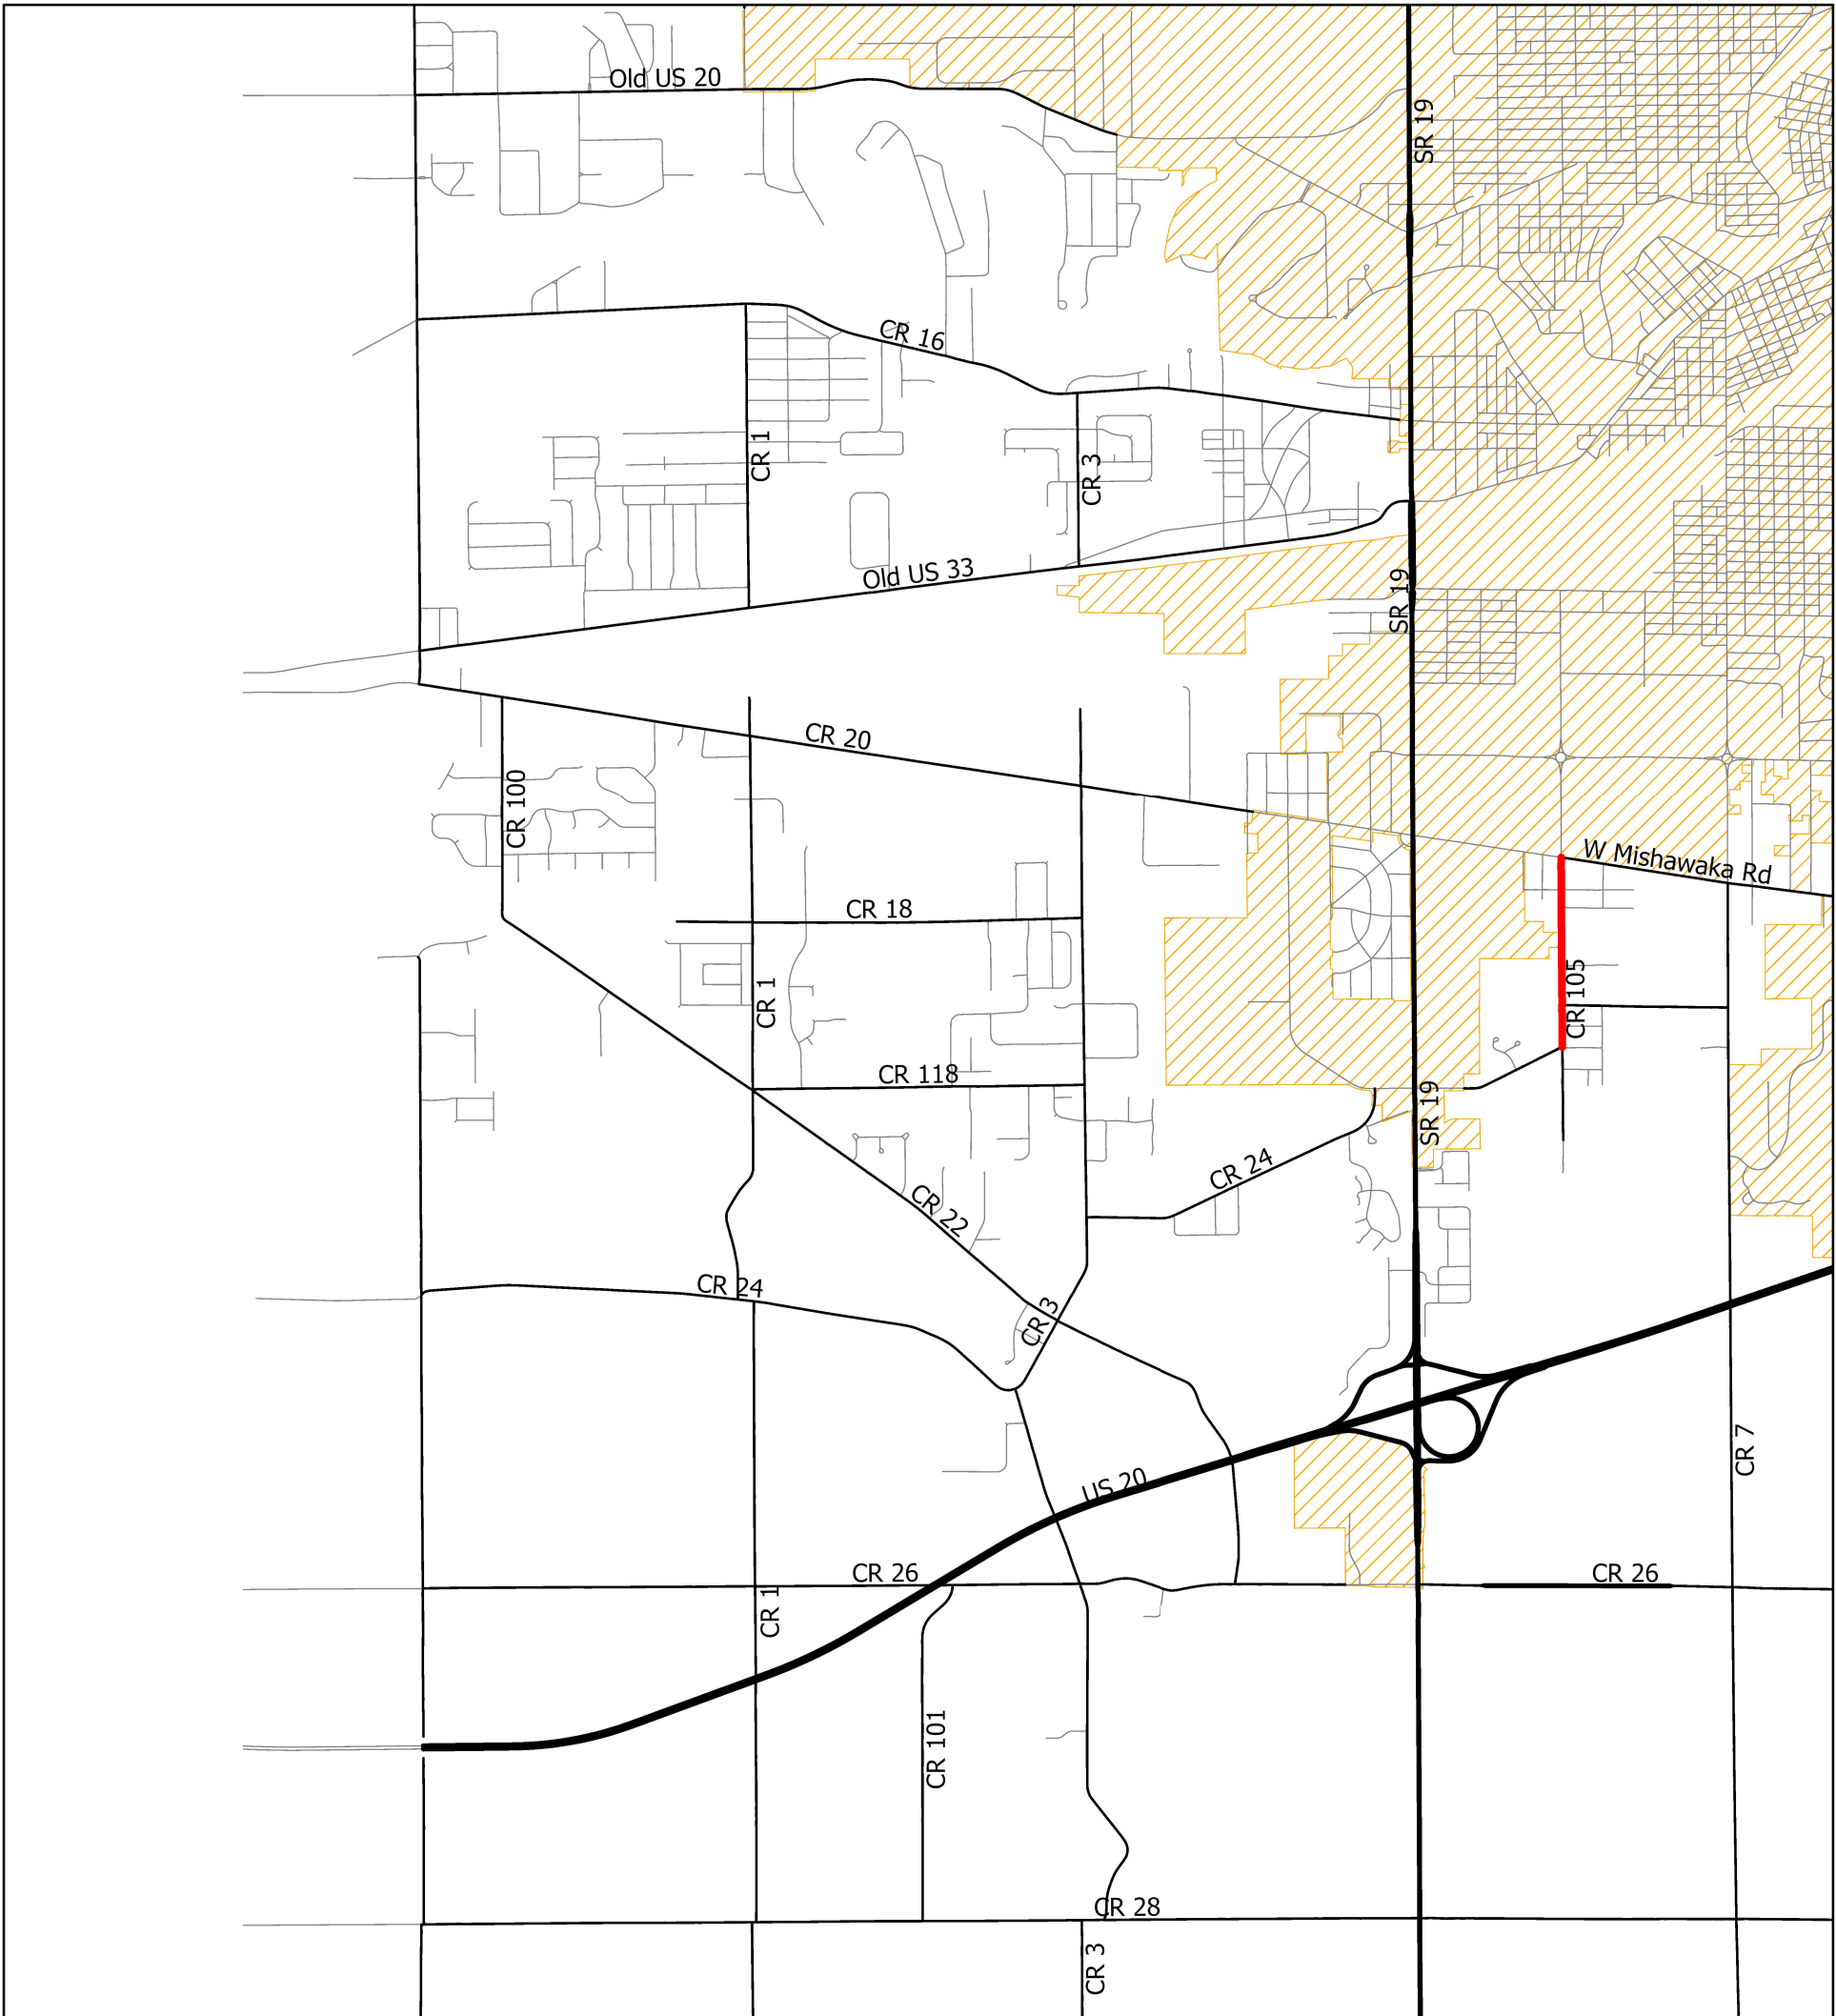 Old US 20
SR 19
CR 16
CR 1
CR 3
Old US 33
SR 19
CR 20
CR 100
W Mishawaka Rd
CR 18
CR 1
CR 105
CR 118
SR 19
CR 24
CR 22
CR 24
CR 3
CR 7
US 20
CR 26
CR 26
CR 1
CR 101
CR 28
CR 3